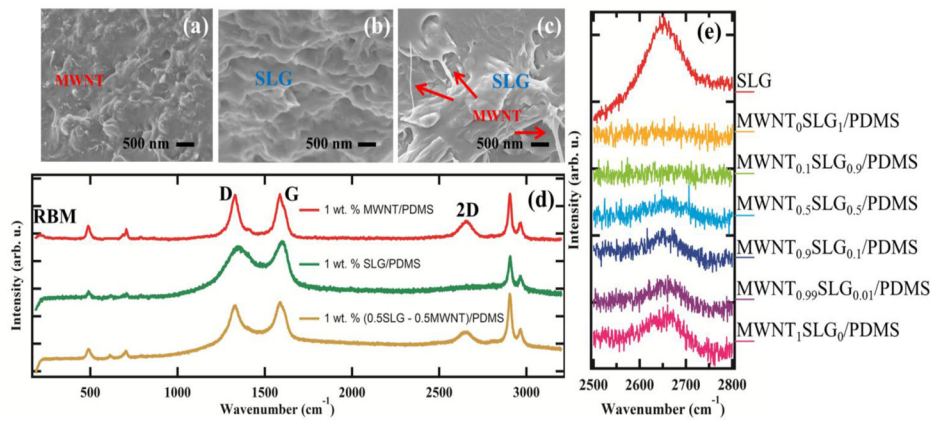 (a)
MWNT
500 nm
(b)
SLG
500 nm
(c)
SLG
MWNT
500 nm
(d)
Intensity (arb. u.)
RBM
D
G
2D
1 wt. % MWNT/PDMS
1 wt. % SLG/PDMS
1 wt. % (0.5SLG - 0.5MWNT)/PDMS
500
1000
1500
2000
2500
3000
Wavenumber (cm⁻¹)
(e)
Intensity (arb. u.)
SLG
MWNT₀SLG₁/PDMS
MWNT₀.₁SLG₀.₉/PDMS
MWNT₀.₅SLG₀.₅/PDMS
MWNT₀.₉SLG₀.₁/PDMS
MWNT₀.₉₉SLG₀.₀₁/PDMS
MWNT₁SLG₀/PDMS
2500
2600
2700
2800
Wavenumber (cm⁻¹)